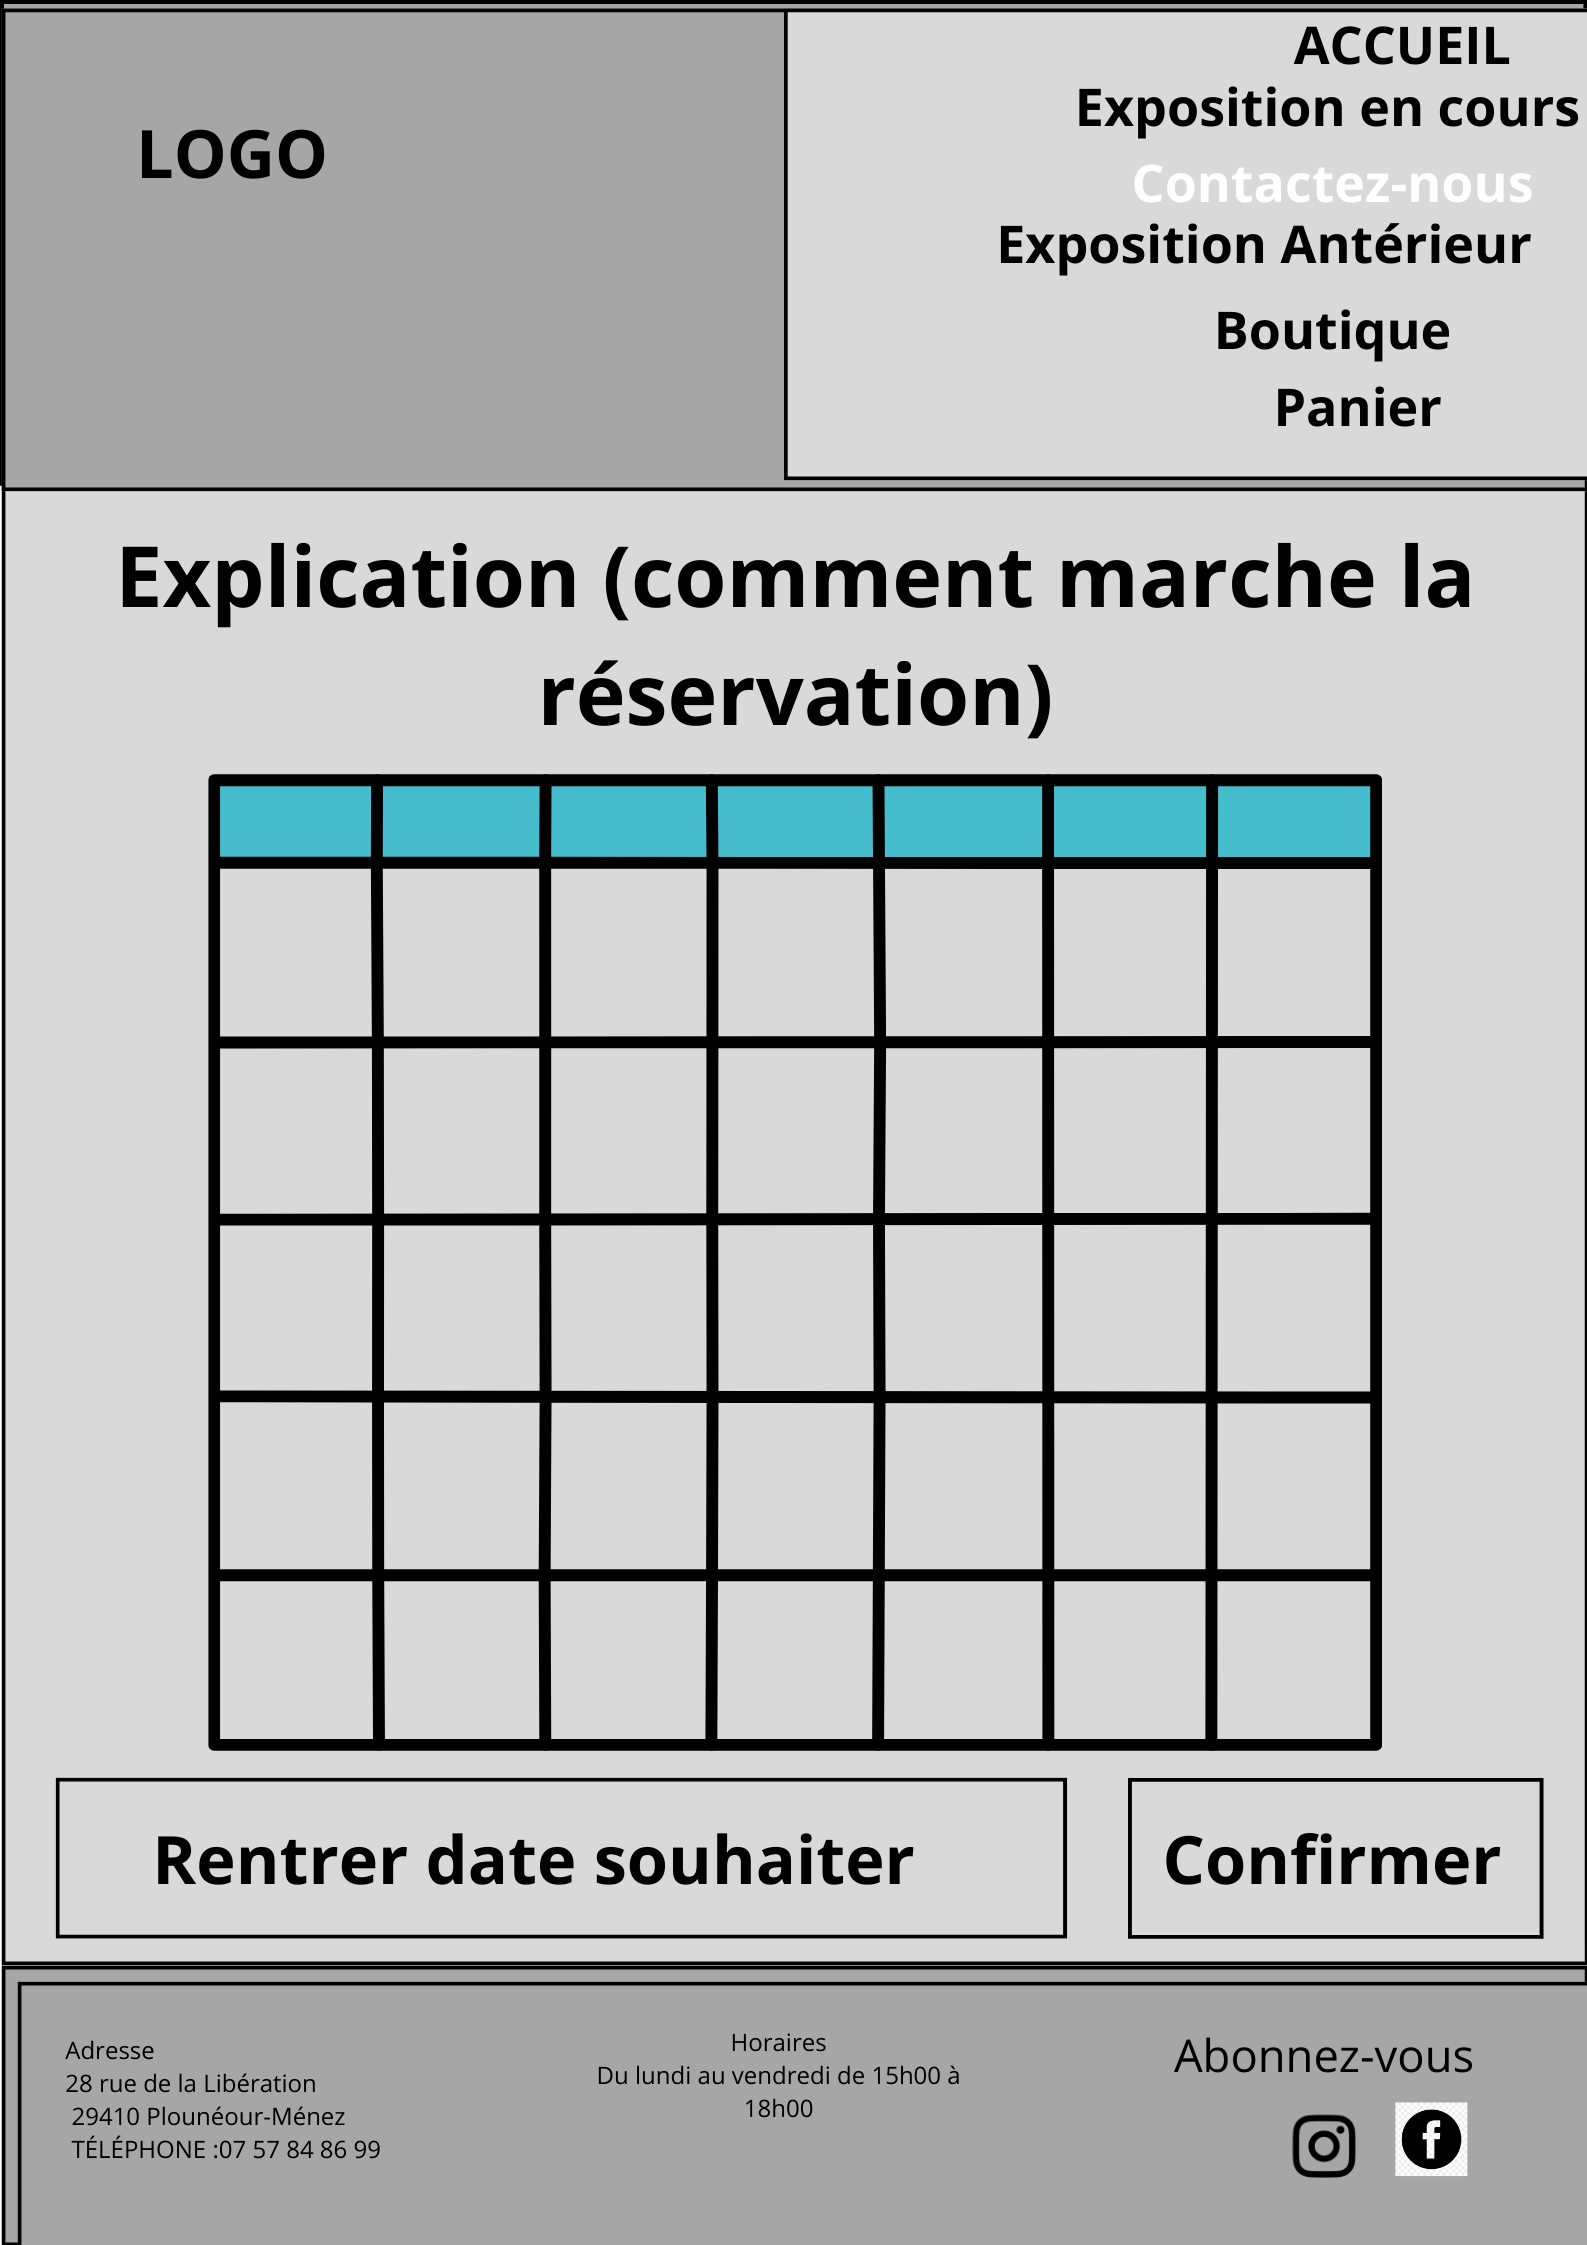 LOGO
ACCUEIL
Exposition en cours
Contactez-nous
Exposition Antérieur
Boutique
Panier
Explication (comment marche la
réservation)
Rentrer date souhaiter
Confirmer
Adresse
28 rue de la Libération
29410 Plounéour-Ménez
TÉLÉPHONE :07 57 84 86 99
Horaires
Du lundi au vendredi de 15h00 à
18h00
Abonnez-vous